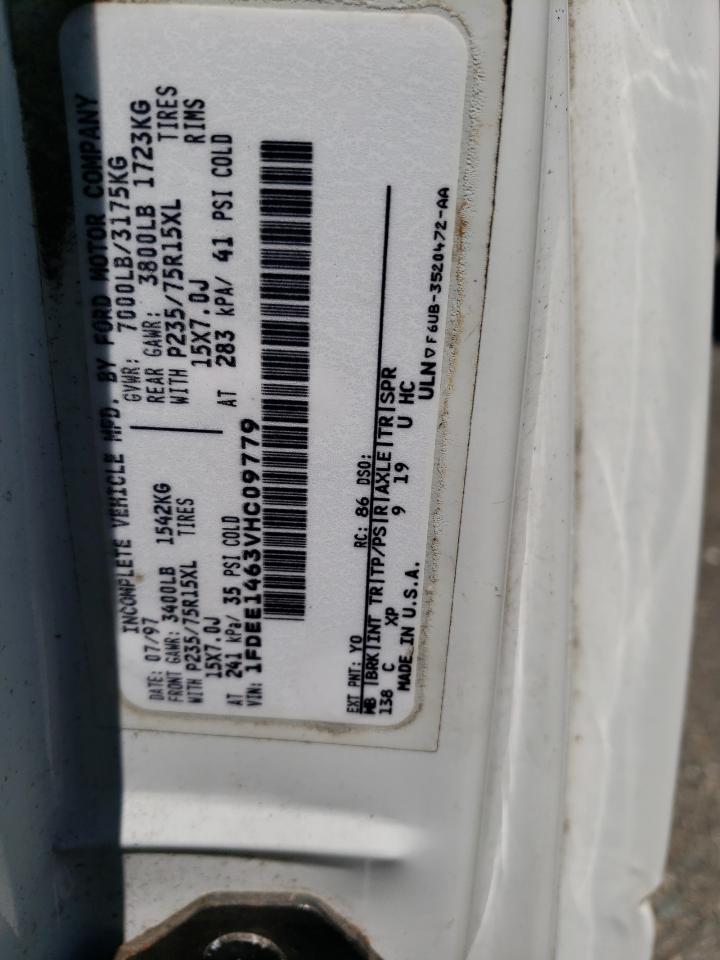 INCOMPLETE VEHICLE MFD. BY FORD MOTOR COMPANY
DATE: 07/97 GVWR: 7000LB/3175KG
FRONT GAWR: 3400LB 1542KG REAR GAWR: 3800LB 1723KG
WITH P235/75R15XL TIRES WITH P235/75R15XL TIRES
15X7.0J 15X7.0J RIMS
AT 241 kPa/ 35 PSI COLD AT 283 kPA/ 41 PSI COLD
VIN: 1FDEE1463VHC09779
EXT PNT: YO RC: 86 DSO:
WB |BRK|INT TR|TP/PS|R|AXLE|TR|SPR
138 C XP 9 19 U HC
MADE IN U.S.A. ULN▽F6UB-3520472-AA